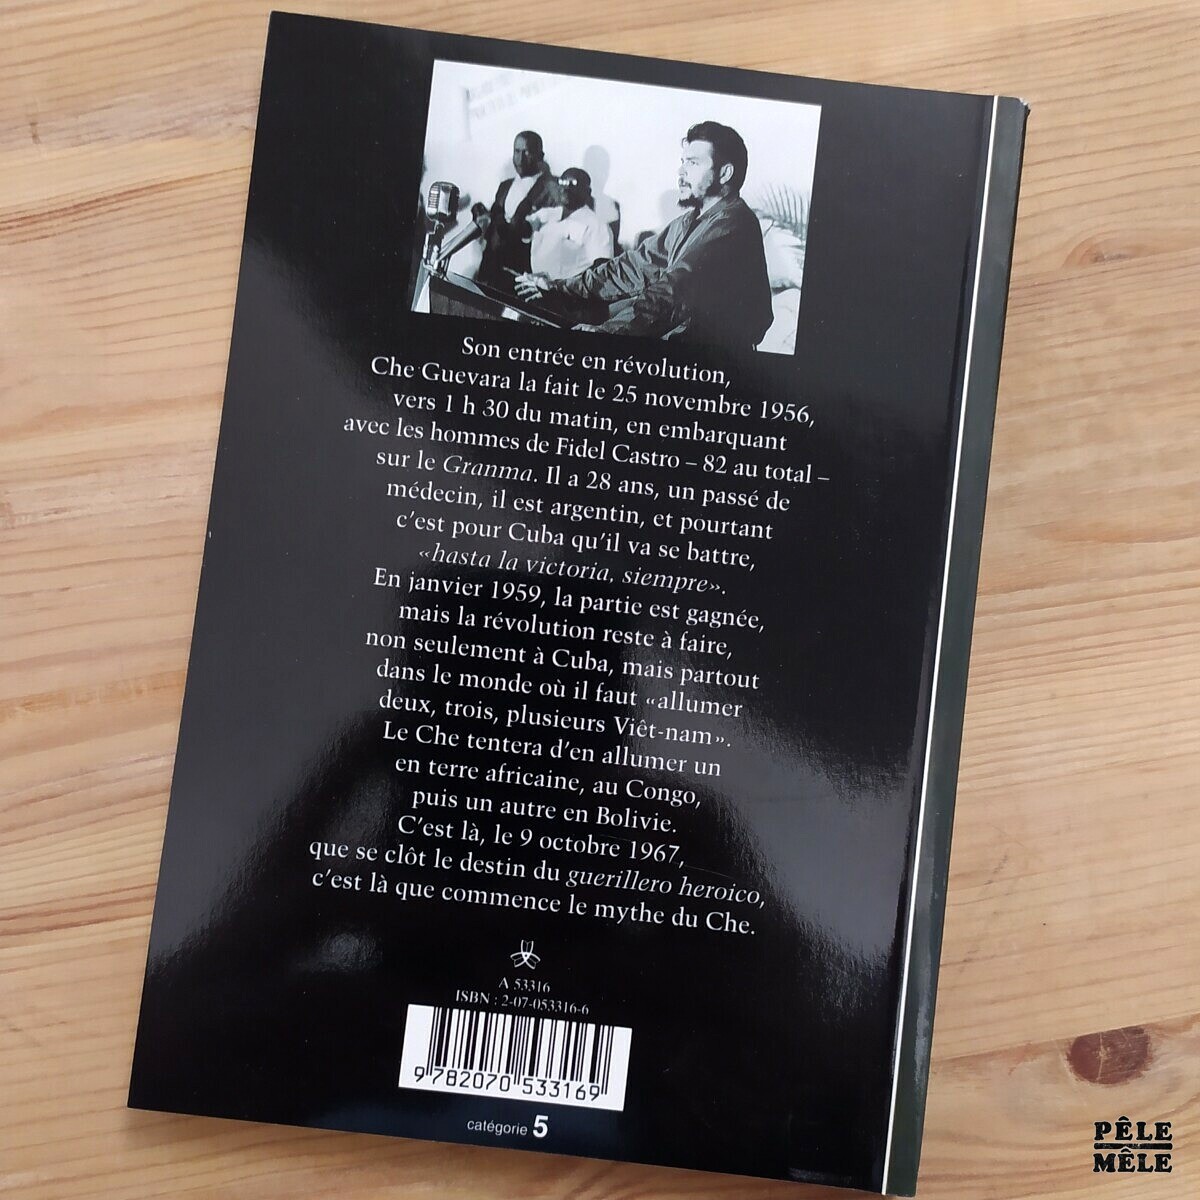 Son entrée en révolution,
Che Guevara la fait le 25 novembre 1956,
vers 1 h 30 du matin, en embarquant
avec les hommes de Fidel Castro – 82 au total –
sur le Granma. Il a 28 ans, un passé de
médecin, il est argentin, et pourtant
c'est pour Cuba qu'il va se battre,
«hasta la victoria, siempre».
En janvier 1959, la partie est gagnée,
mais la révolution reste à faire,
non seulement à Cuba, mais partout
dans le monde où il faut «allumer
deux, trois, plusieurs Viêt-nam».
Le Che tentera d'en allumer un
en terre africaine, au Congo,
puis un autre en Bolivie.
C'est là, le 9 octobre 1967,
que se clôt le destin du guerillero heroico,
c'est là que commence le mythe du Che.
A 53316
ISBN : 2-07-053316-6
9 782070 533169
catégorie 5
PÊLE
MÊLE